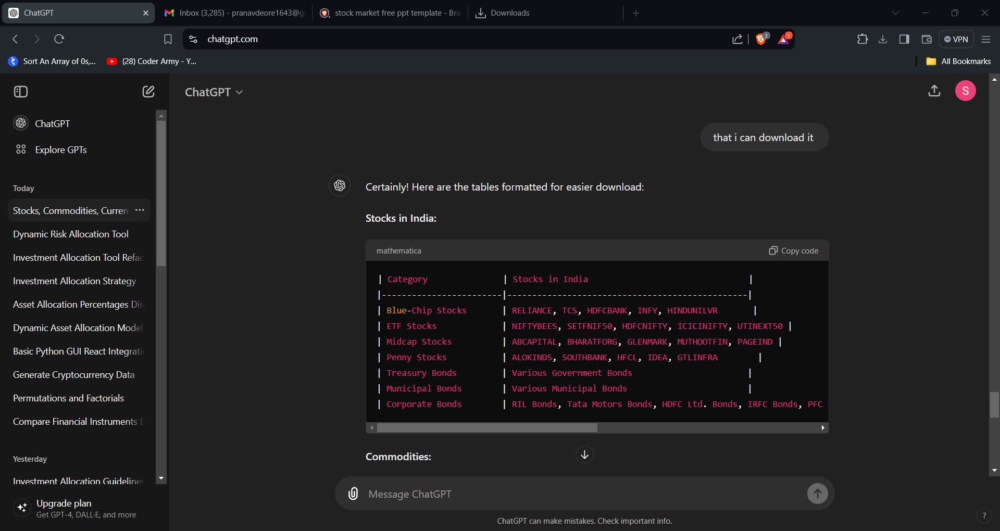 ChatGPT
Inbox (3,285) - pranavdeore1643@g
stock market free ppt template - Bra
Downloads
chatgpt.com
2
1
VPN
Sort An Array of 0s,...
(28) Coder Army - Y...
All Bookmarks
ChatGPT
S
ChatGPT
Explore GPTs
Today
Stocks, Commodities, Curren
Dynamic Risk Allocation Tool
Investment Allocation Tool Refac
Investment Allocation Strategy
Asset Allocation Percentages Dis
Dynamic Asset Allocation Model
Basic Python GUI React Integratio
Generate Cryptocurrency Data
Permutations and Factorials
Compare Financial Instruments D
Yesterday
Investment Allocation Guidelines
Upgrade plan
Get GPT-4, DALL·E, and more
that i can download it
Certainly! Here are the tables formatted for easier download:
Stocks in India:
mathematica
Copy code
| Category | Stocks in India |
|------------------------|------------------------------------------------|
| Blue-Chip Stocks | RELIANCE, TCS, HDFCBANK, INFY, HINDUNILVR |
| ETF Stocks | NIFTYBEES, SETFNIF50, HDFCNIFTY, ICICINIFTY, UTINEXT50 |
| Midcap Stocks | ABCAPITAL, BHARATFORG, GLENMARK, MUTHOOTFIN, PAGEIND |
| Penny Stocks | ALOKINDS, SOUTHBANK, HFCL, IDEA, GTLINFRA |
| Treasury Bonds | Various Government Bonds |
| Municipal Bonds | Various Municipal Bonds |
| Corporate Bonds | RIL Bonds, Tata Motors Bonds, HDFC Ltd. Bonds, IRFC Bonds, PFC
Commodities:
Message ChatGPT
ChatGPT can make mistakes. Check important info.
?